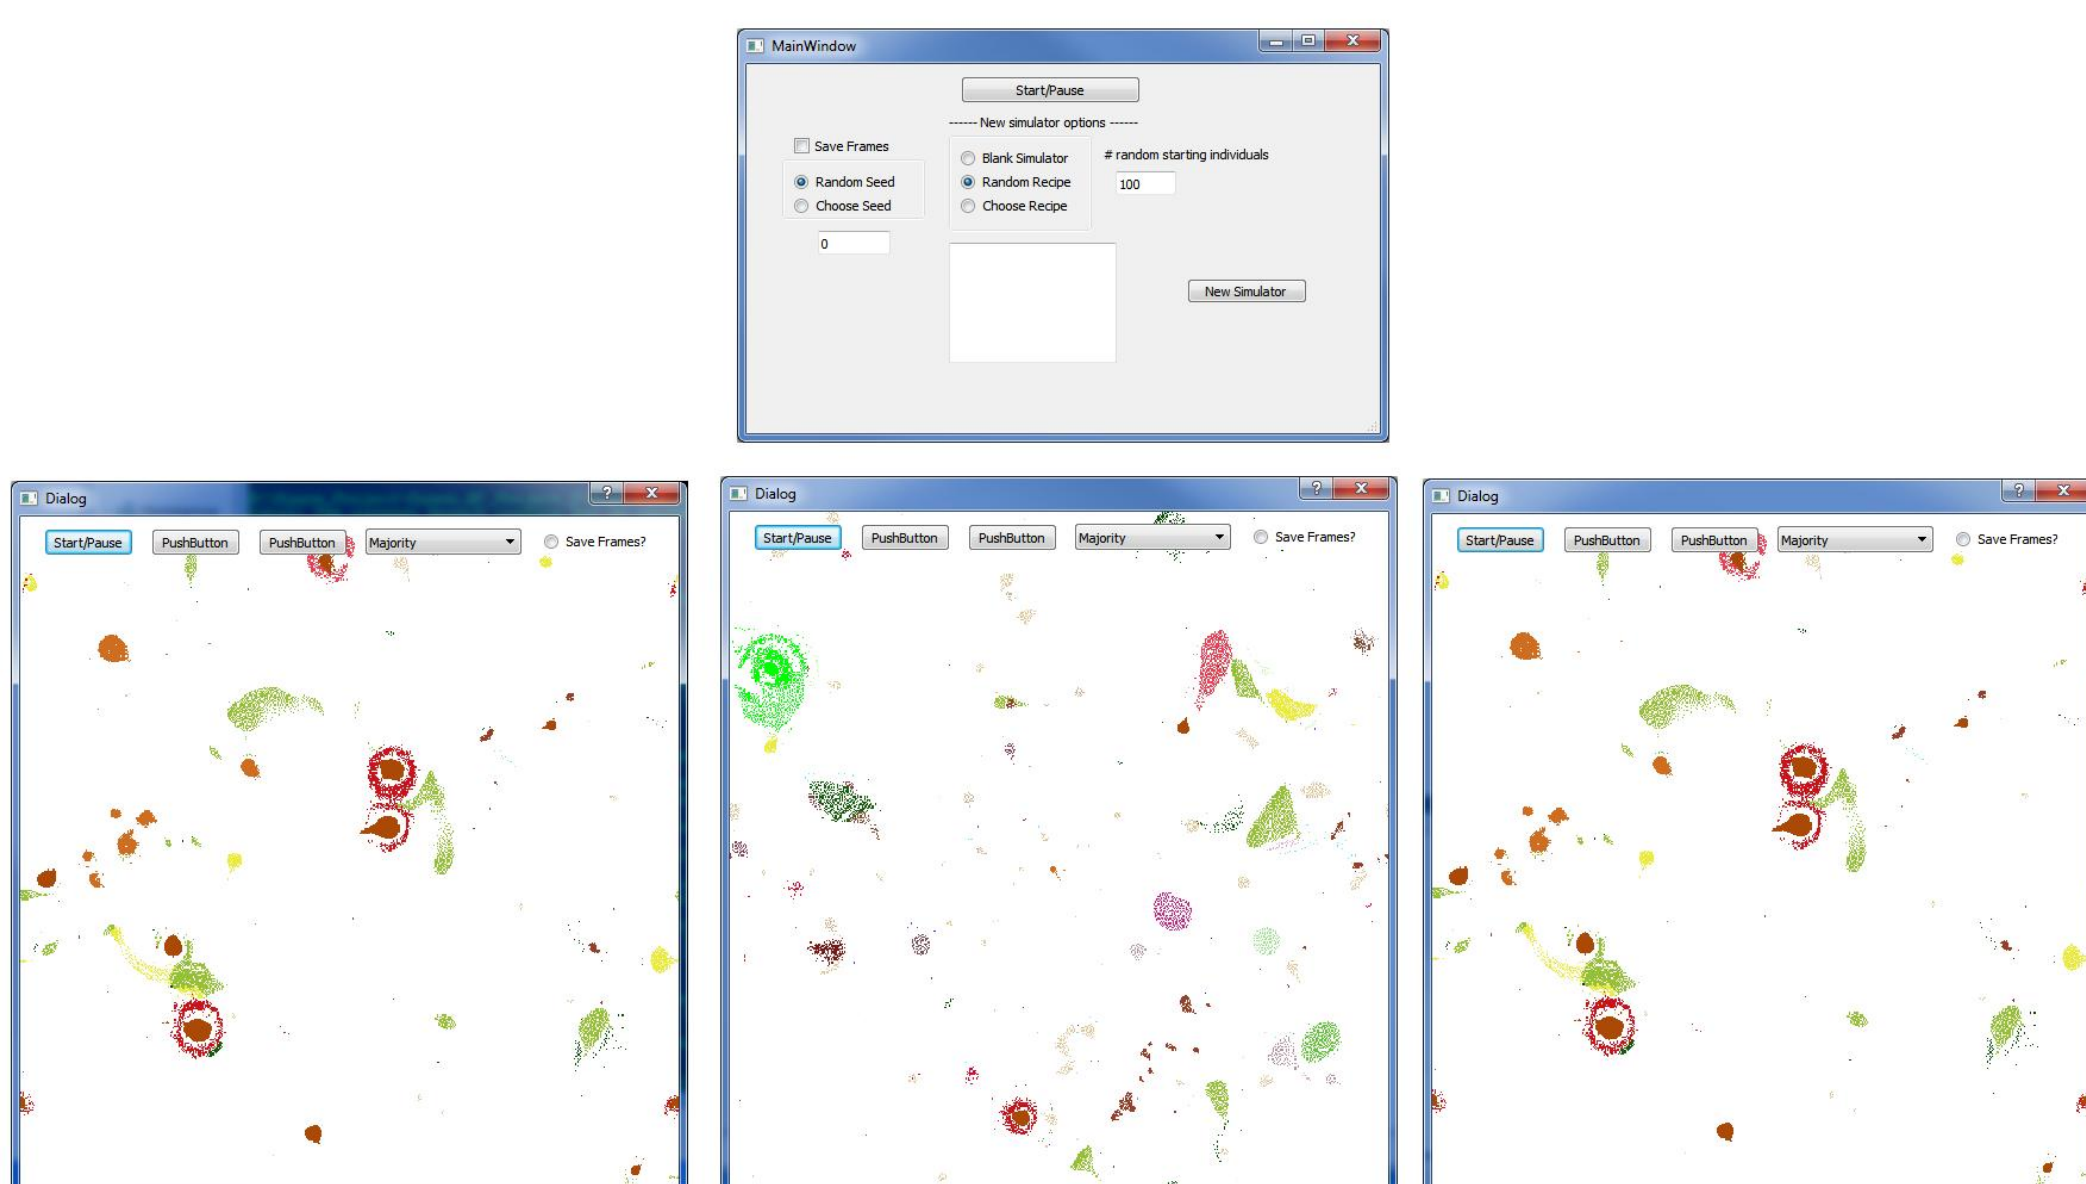 MainWindow
Start/Pause
------ New simulator options ------
Save Frames
Blank Simulator
# random starting individuals
Random Seed
Random Recipe
100
Choose Seed
Choose Recipe
0
New Simulator
Dialog
Start/Pause PushButton PushButton Majority Save Frames?
Dialog
Start/Pause PushButton PushButton Majority Save Frames?
Dialog
Start/Pause PushButton PushButton Majority Save Frames?